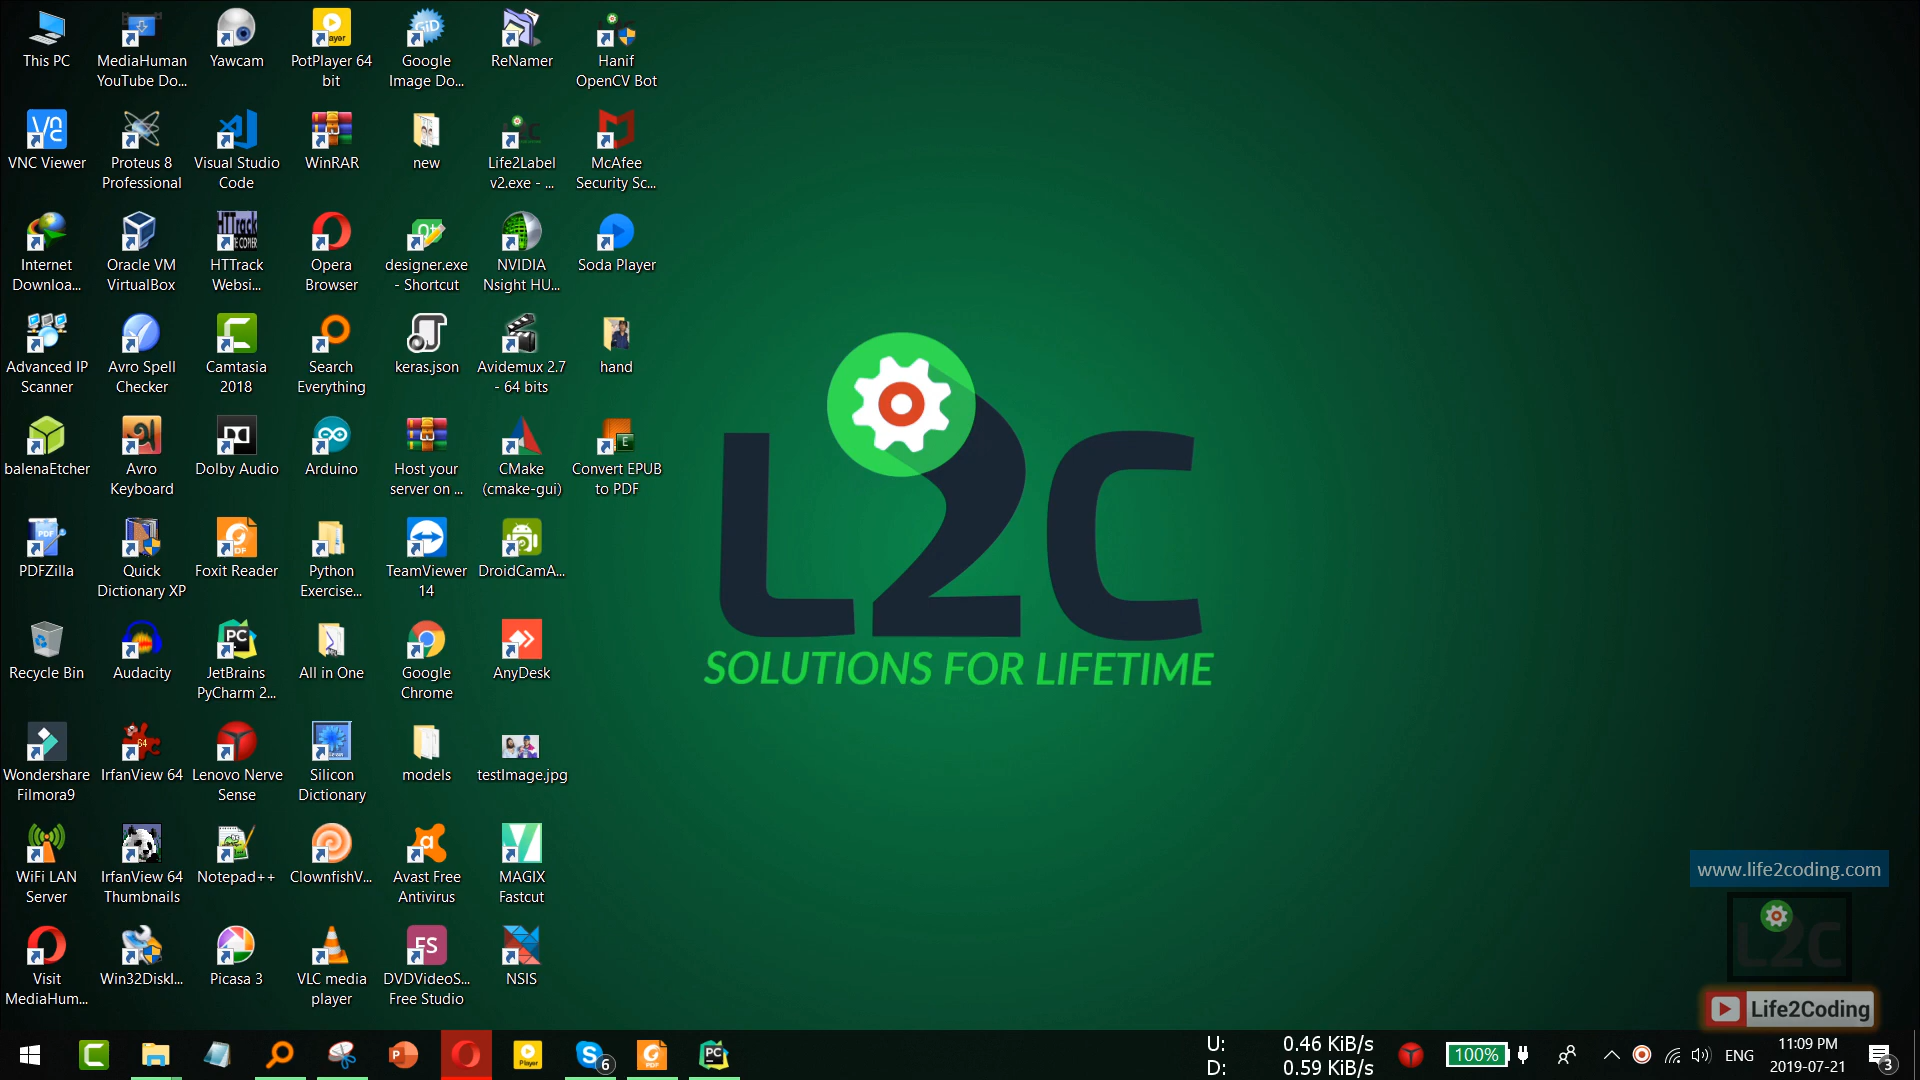 This PC
MediaHuman
YouTube Do...
Yawcam
PotPlayer 64
bit
Google
Image Do...
ReNamer
Hanif
OpenCV Bot
VNC Viewer
Proteus 8
Professional
Visual Studio
Code
WinRAR
new
Life2Label
v2.exe - ...
McAfee
Security Sc...
Internet
Downloa...
Oracle VM
VirtualBox
HTTrack
Websi...
Opera
Browser
designer.exe
- Shortcut
NVIDIA
Nsight HU...
Soda Player
Advanced IP
Scanner
Avro Spell
Checker
Camtasia
2018
Search
Everything
keras.json
Avidemux 2.7
- 64 bits
hand
balenaEtcher
Avro
Keyboard
Dolby Audio
Arduino
Host your
server on ...
CMake
(cmake-gui)
Convert EPUB
to PDF
PDFZilla
Quick
Dictionary XP
Foxit Reader
Python
Exercise...
TeamViewer
14
DroidCamA...
Recycle Bin
Audacity
JetBrains
PyCharm 2...
All in One
Google
Chrome
AnyDesk
Wondershare
Filmora9
IrfanView 64
Lenovo Nerve
Sense
Silicon
Dictionary
models
testImage.jpg
WiFi LAN
Server
IrfanView 64
Thumbnails
Notepad++
ClownfishV...
Avast Free
Antivirus
MAGIX
Fastcut
Visit
MediaHum...
Win32DiskI...
Picasa 3
VLC media
player
DVDVideoS...
Free Studio
NSIS
L2C
SOLUTIONS FOR LIFETIME
www.life2coding.com
L2C
Life2Coding
U: 0.46 KiB/s
D: 0.59 KiB/s
100%
ENG
11:09 PM
2019-07-21
6
3